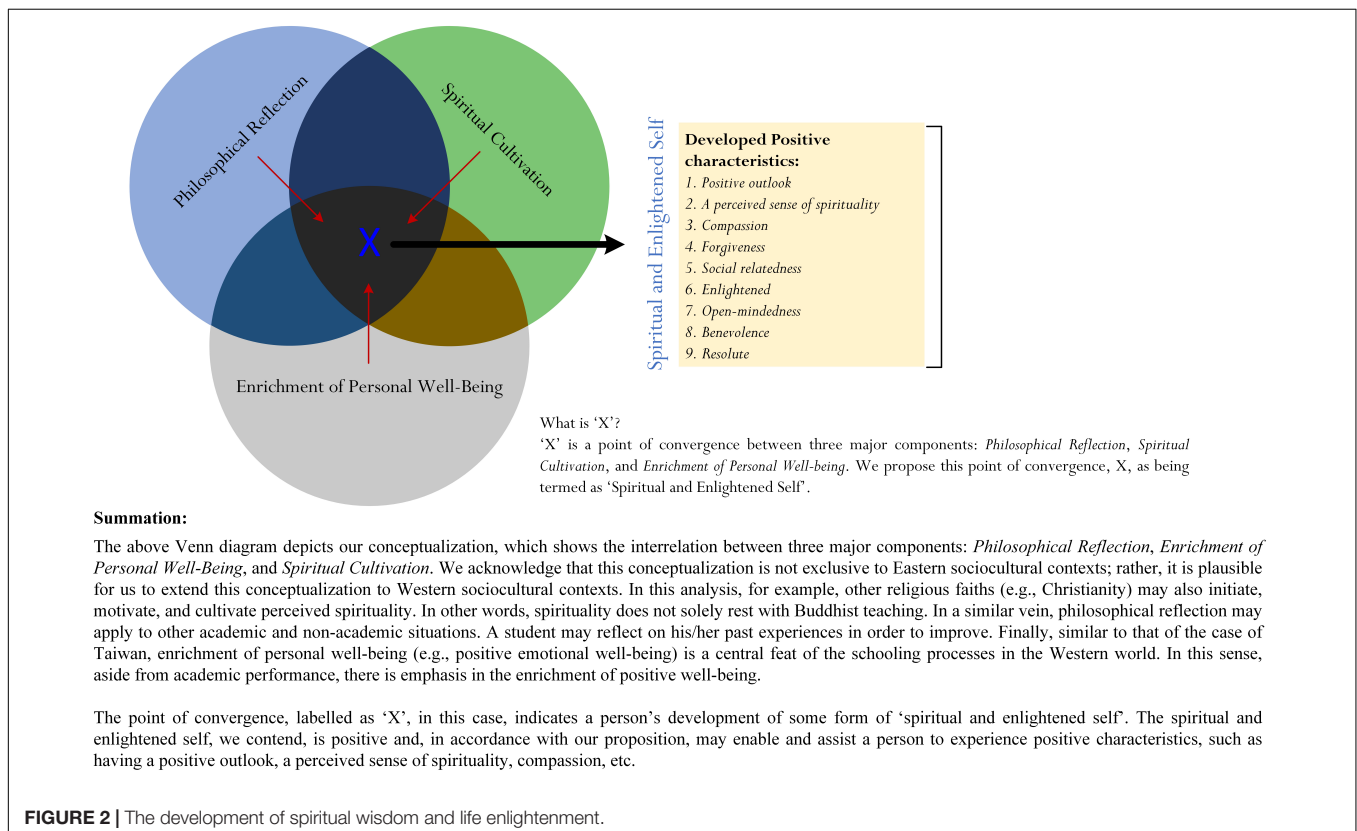 Philosophical Reflection
Spiritual Cultivation
X
Enrichment of Personal Well-Being
Spiritual and Enlightened Self
Developed Positive
characteristics:
1. Positive outlook
2. A perceived sense of spirituality
3. Compassion
4. Forgiveness
5. Social relatedness
6. Enlightened
7. Open-mindedness
8. Benevolence
9. Resolute
What is ‘X’?
‘X’ is a point of convergence between three major components: Philosophical Reflection, Spiritual
Cultivation, and Enrichment of Personal Well-being. We propose this point of convergence, X, as being
termed as ‘Spiritual and Enlightened Self’.
Summation:
The above Venn diagram depicts our conceptualization, which shows the interrelation between three major components: Philosophical Reflection, Enrichment of
Personal Well-Being, and Spiritual Cultivation. We acknowledge that this conceptualization is not exclusive to Eastern sociocultural contexts; rather, it is plausible
for us to extend this conceptualization to Western sociocultural contexts. In this analysis, for example, other religious faiths (e.g., Christianity) may also initiate,
motivate, and cultivate perceived spirituality. In other words, spirituality does not solely rest with Buddhist teaching. In a similar vein, philosophical reflection may
apply to other academic and non-academic situations. A student may reflect on his/her past experiences in order to improve. Finally, similar to that of the case of
Taiwan, enrichment of personal well-being (e.g., positive emotional well-being) is a central feat of the schooling processes in the Western world. In this sense,
aside from academic performance, there is emphasis in the enrichment of positive well-being.
The point of convergence, labelled as ‘X’, in this case, indicates a person’s development of some form of ‘spiritual and enlightened self’. The spiritual and
enlightened self, we contend, is positive and, in accordance with our proposition, may enable and assist a person to experience positive characteristics, such as
having a positive outlook, a perceived sense of spirituality, compassion, etc.
FIGURE 2 | The development of spiritual wisdom and life enlightenment.